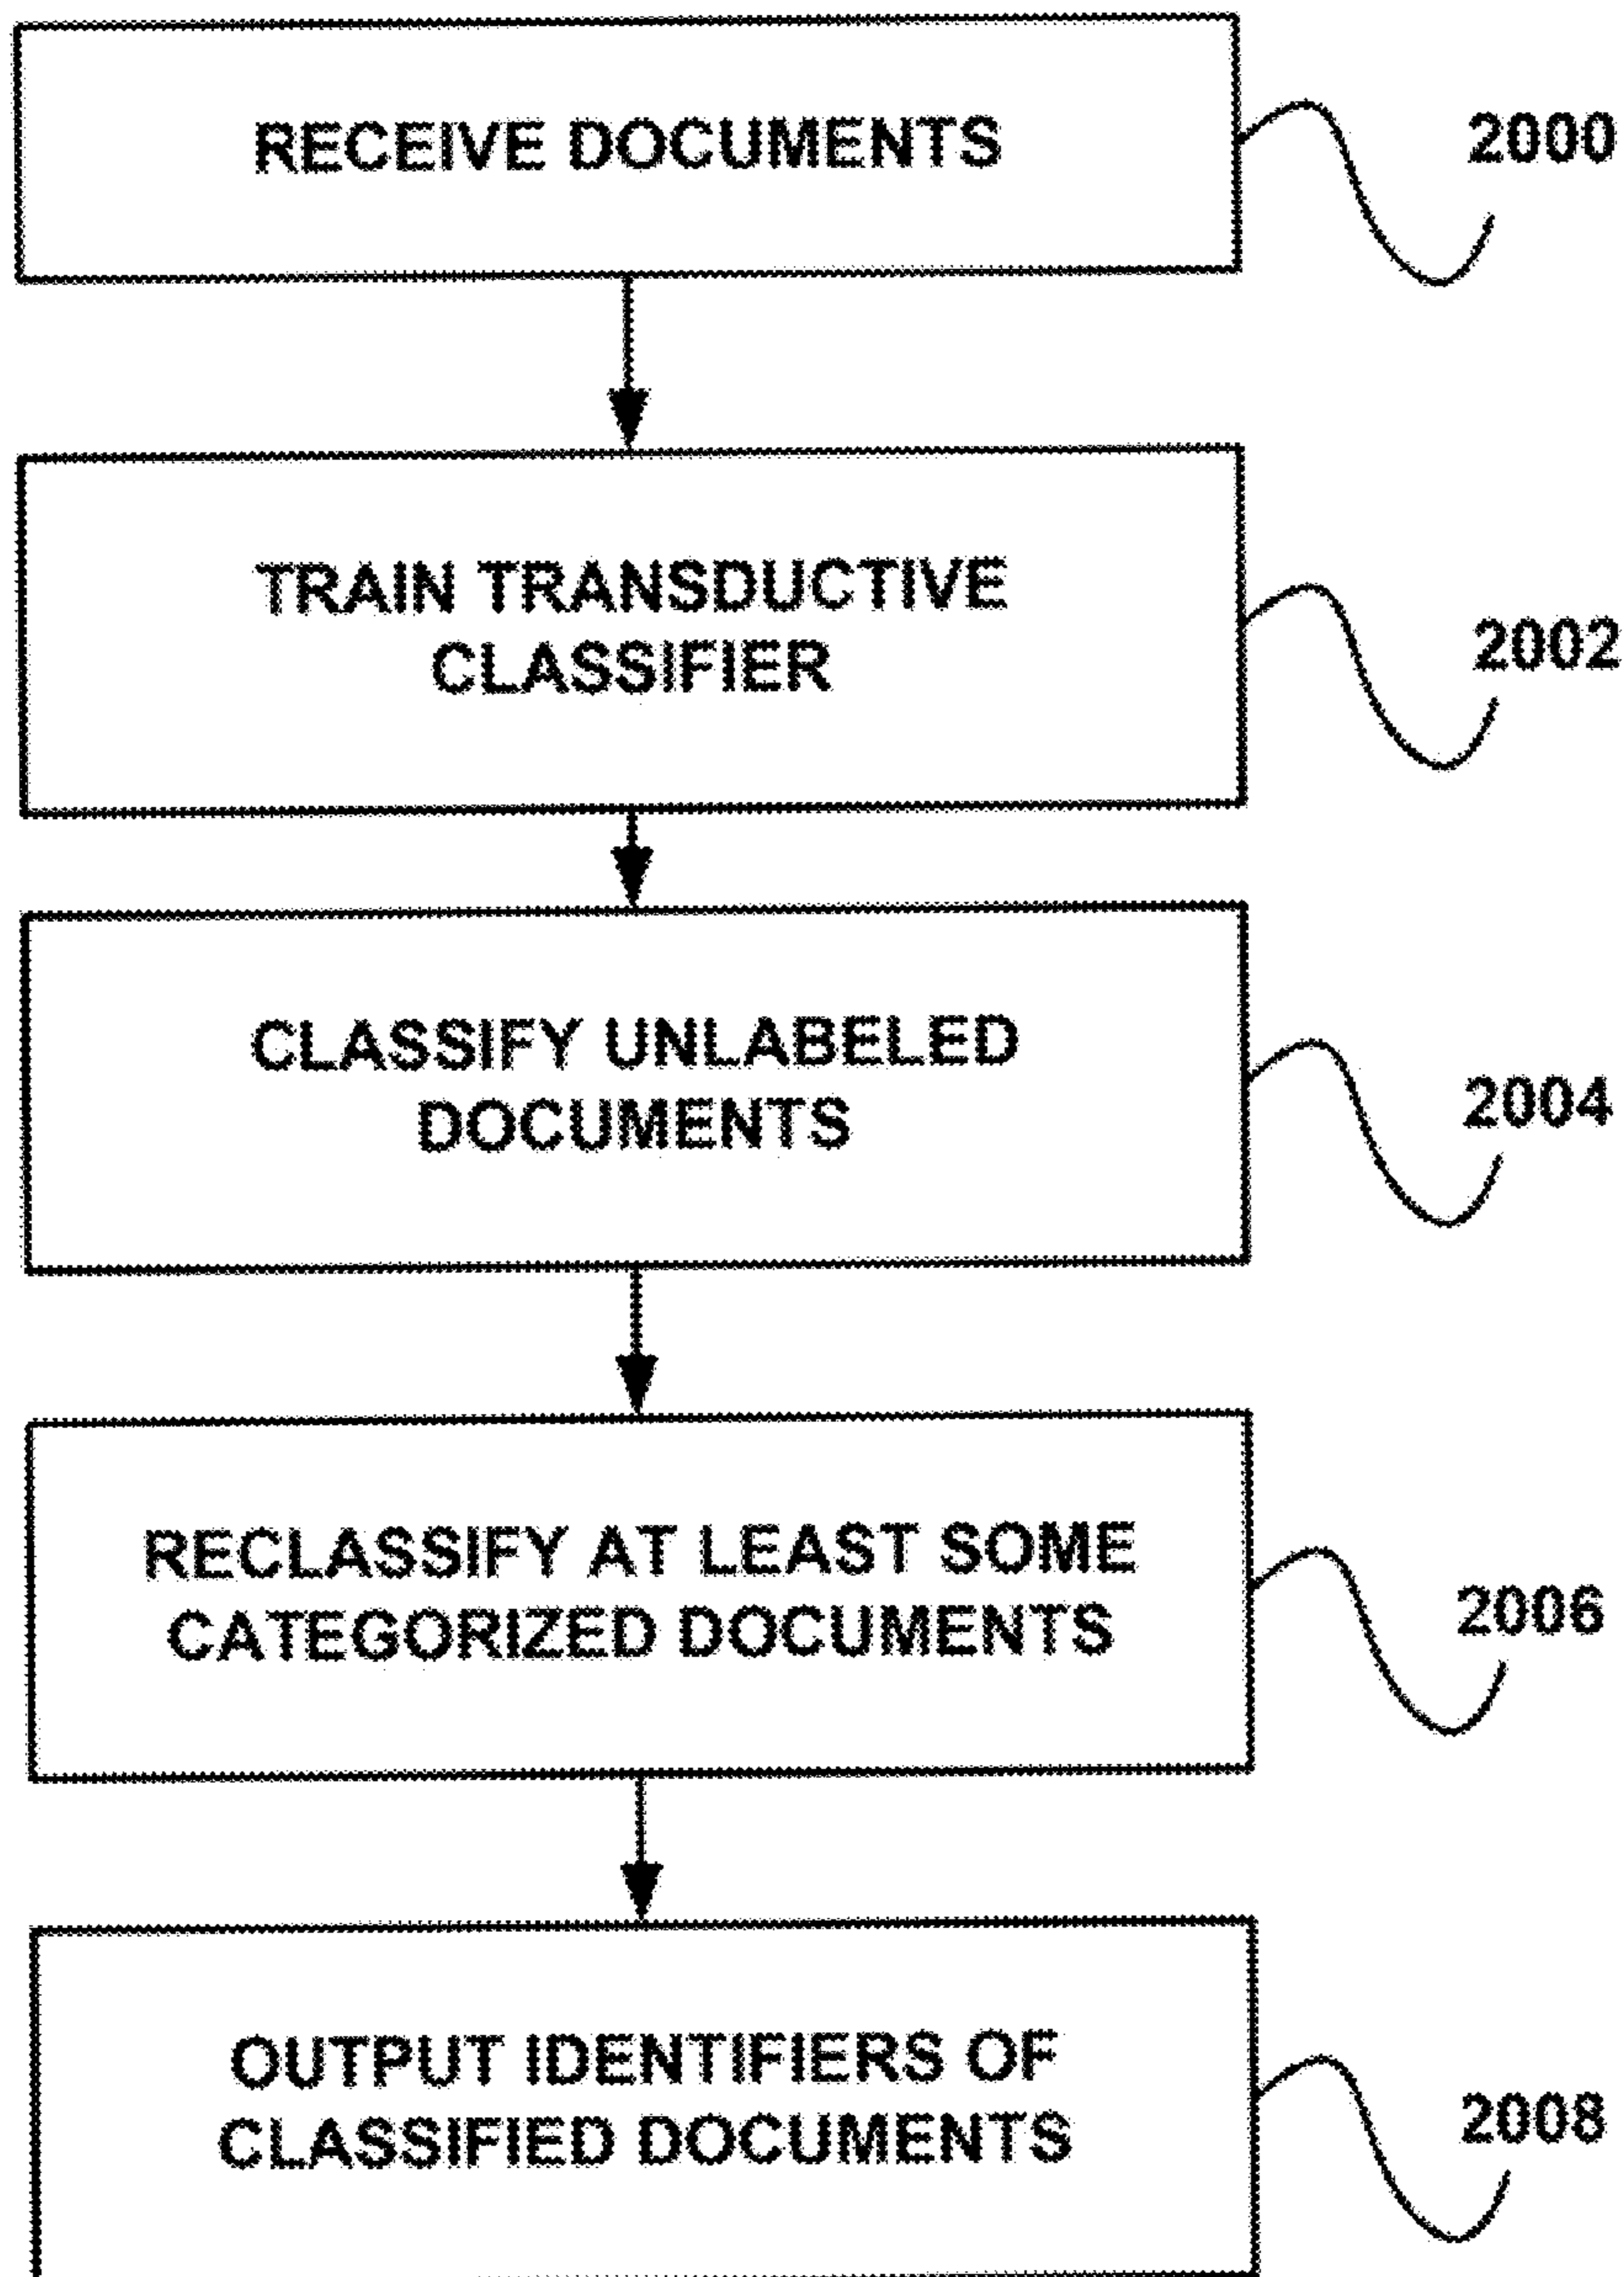 RECEIVE DOCUMENTS
2000
TRAIN TRANSDUCTIVE
CLASSIFIER
2002
CLASSIFY UNLABELED
DOCUMENTS
2004
RECLASSIFY AT LEAST SOME
CATEGORIZED DOCUMENTS
2006
OUTPUT IDENTIFIERS OF
CLASSIFIED DOCUMENTS
2008